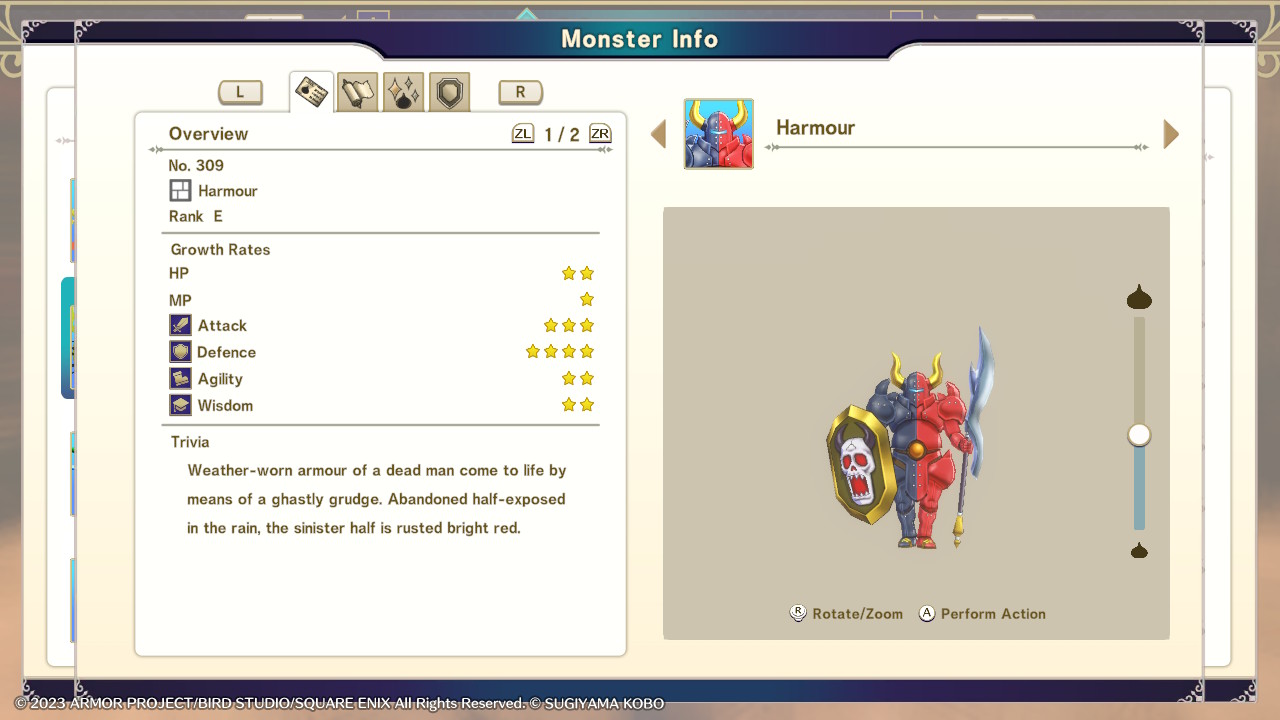 Monster Info
L
R
Overview
ZL 1 / 2 ZR
No. 309
Harmour
Rank E
Growth Rates
HP
MP
Attack
Defence
Agility
Wisdom
Trivia
Weather-worn armour of a dead man come to life by
means of a ghastly grudge. Abandoned half-exposed
in the rain, the sinister half is rusted bright red.
Harmour
R Rotate/Zoom A Perform Action
© 2023 ARMOR PROJECT/BIRD STUDIO/SQUARE ENIX All Rights Reserved. © SUGIYAMA KOBO